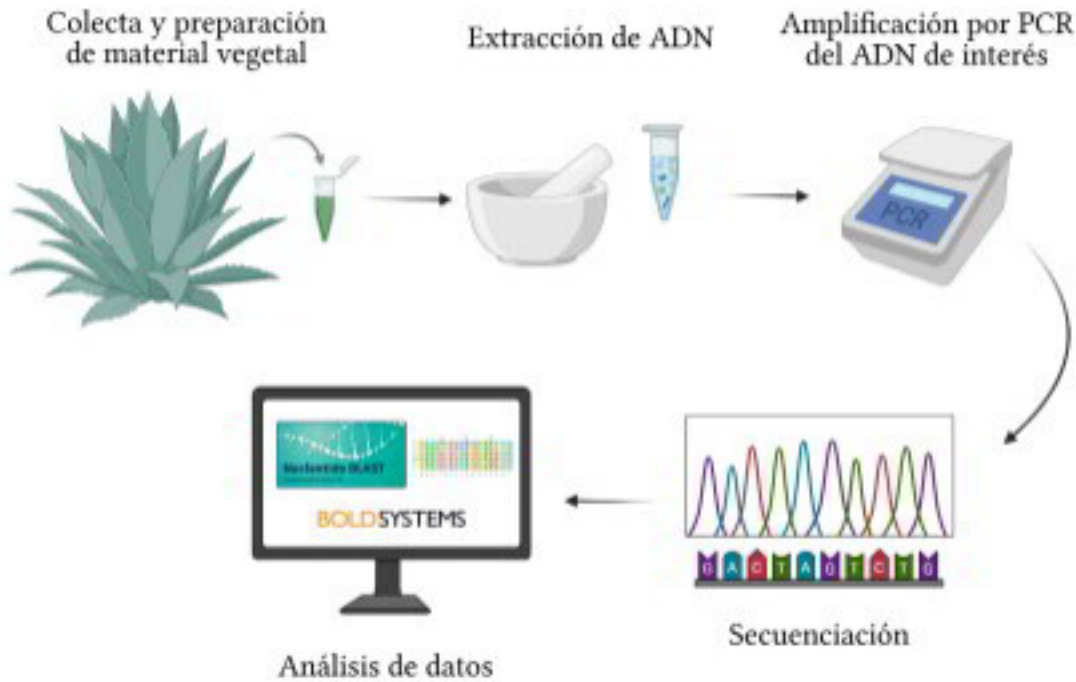 Colecta y preparación
de material vegetal
Extracción de ADN
Amplificación por PCR
del ADN de interés
PCR
Nucleotide BLAST
BOLDSYSTEMS
G A C T A G T C T G
Secuenciación
Análisis de datos